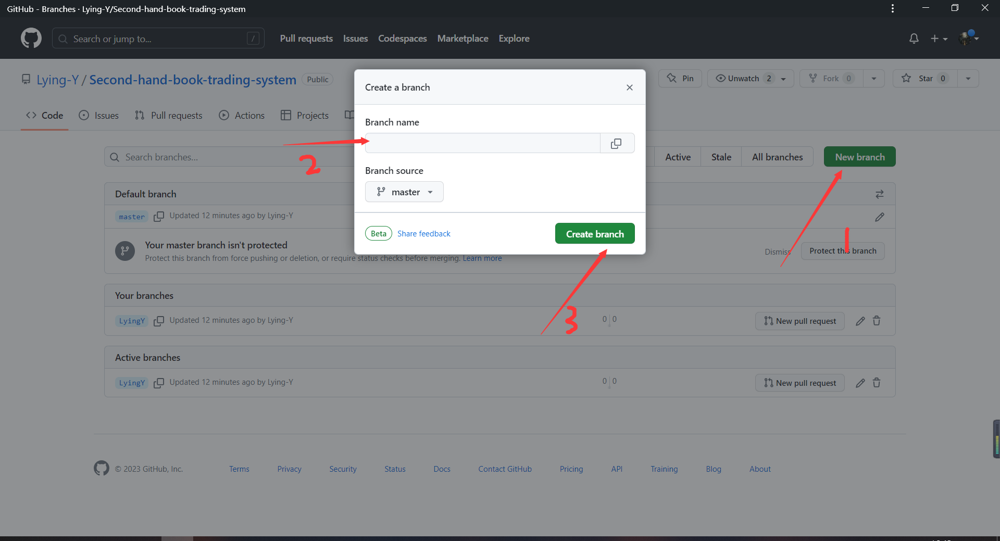 GitHub - Branches · Lying-Y/Second-hand-book-trading-system
Search or jump to... / Pull requests Issues Codespaces Marketplace Explore
Lying-Y / Second-hand-book-trading-system Public Pin Unwatch 2 Fork 0 Star 0
Code Issues Pull requests Actions Projects
Create a branch
Branch name
2
Branch source
master
Beta Share feedback Create branch
Search branches... Active Stale All branches New branch
1
Default branch
master Updated 12 minutes ago by Lying-Y
Your master branch isn't protected
Protect this branch from force pushing or deletion, or require status checks before merging. Learn more
Dismiss Protect this branch
3
Your branches
LyingY Updated 12 minutes ago by Lying-Y 0 0 New pull request
Active branches
LyingY Updated 12 minutes ago by Lying-Y 0 0 New pull request
© 2023 GitHub, Inc. Terms Privacy Security Status Docs Contact GitHub Pricing API Training Blog About